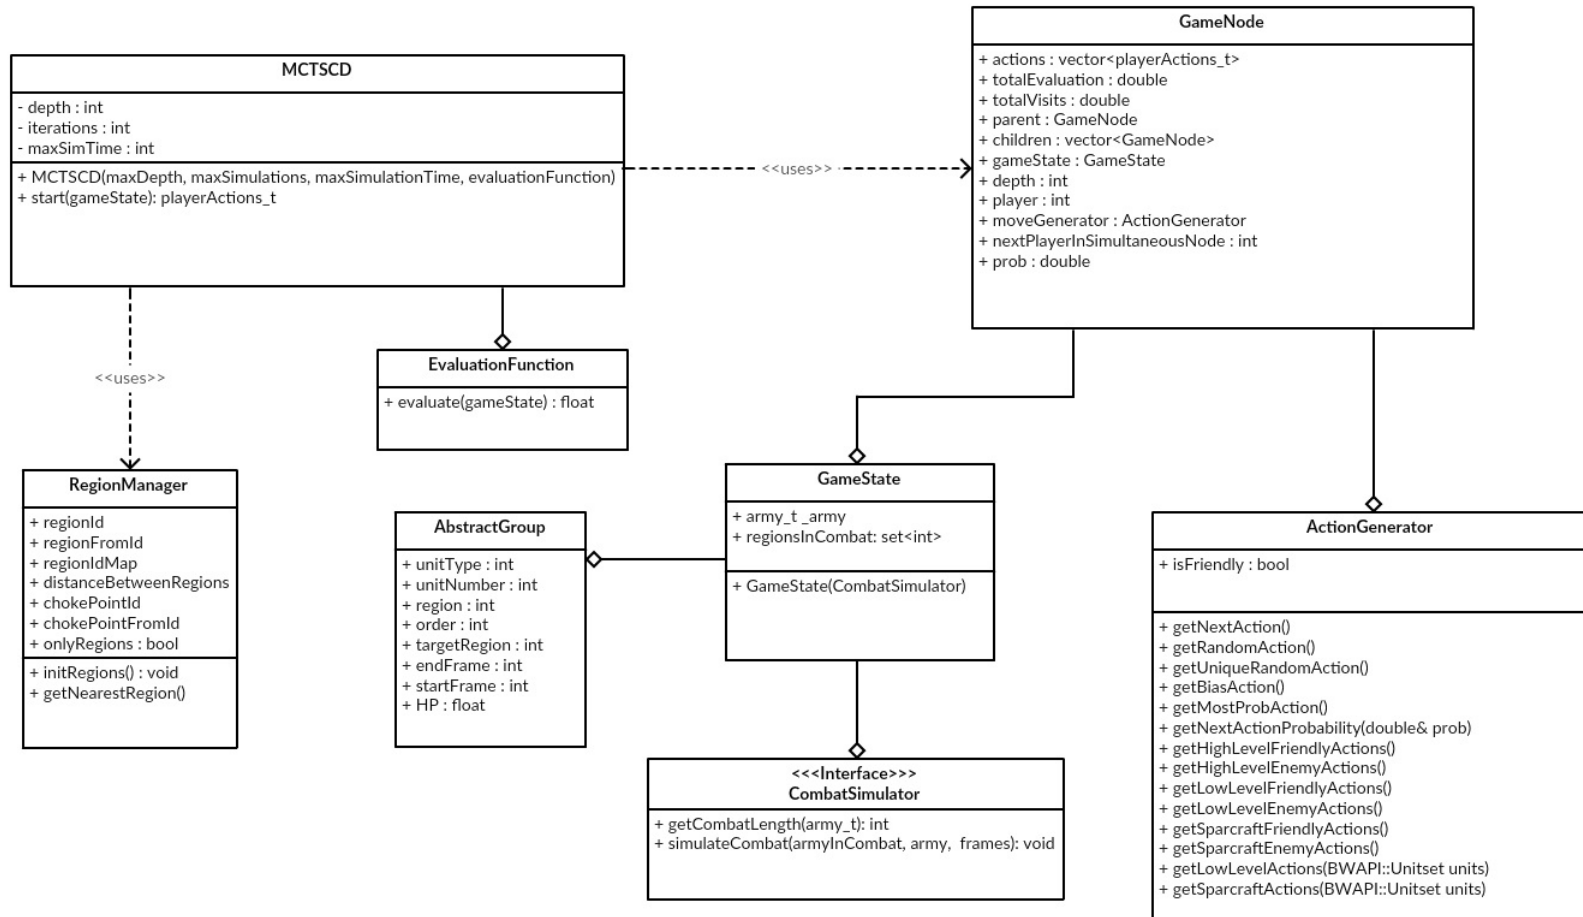 MCTSCD
- depth : int
- iterations : int
- maxSimTime : int
+ MCTSCD(maxDepth, maxSimulations, maxSimulationTime, evaluationFunction)
+ start(gameState): playerActions_t
<<uses>>
GameNode
+ actions : vector<playerActions_t>
+ totalEvaluation : double
+ totalVisits : double
+ parent : GameNode
+ children : vector<GameNode>
+ gameState : GameState
+ depth : int
+ player : int
+ moveGenerator : ActionGenerator
+ nextPlayerInSimultaneousNode : int
+ prob : double
<<uses>>
EvaluationFunction
+ evaluate(gameState) : float
RegionManager
+ regionId
+ regionFromId
+ regionIdMap
+ distanceBetweenRegions
+ chokePointId
+ chokePointFromId
+ onlyRegions : bool
+ initRegions() : void
+ getNearestRegion()
AbstractGroup
+ unitType : int
+ unitNumber : int
+ region : int
+ order : int
+ targetRegion : int
+ endFrame : int
+ startFrame : int
+ HP : float
GameState
+ army_t _army
+ regionsInCombat: set<int>
+ GameState(CombatSimulator)
<<<Interface>>>
CombatSimulator
+ getCombatLength(army_t): int
+ simulateCombat(armyInCombat, army, frames): void
ActionGenerator
+ isFriendly : bool
+ getNextAction()
+ getRandomAction()
+ getUniqueRandomAction()
+ getBiasAction()
+ getMostProbAction()
+ getNextActionProbability(double& prob)
+ getHighLevelFriendlyActions()
+ getHighLevelEnemyActions()
+ getLowLevelFriendlyActions()
+ getLowLevelEnemyActions()
+ getSparcraftFriendlyActions()
+ getSparcraftEnemyActions()
+ getLowLevelActions(BWAPI::Unitset units)
+ getSparcraftActions(BWAPI::Unitset units)